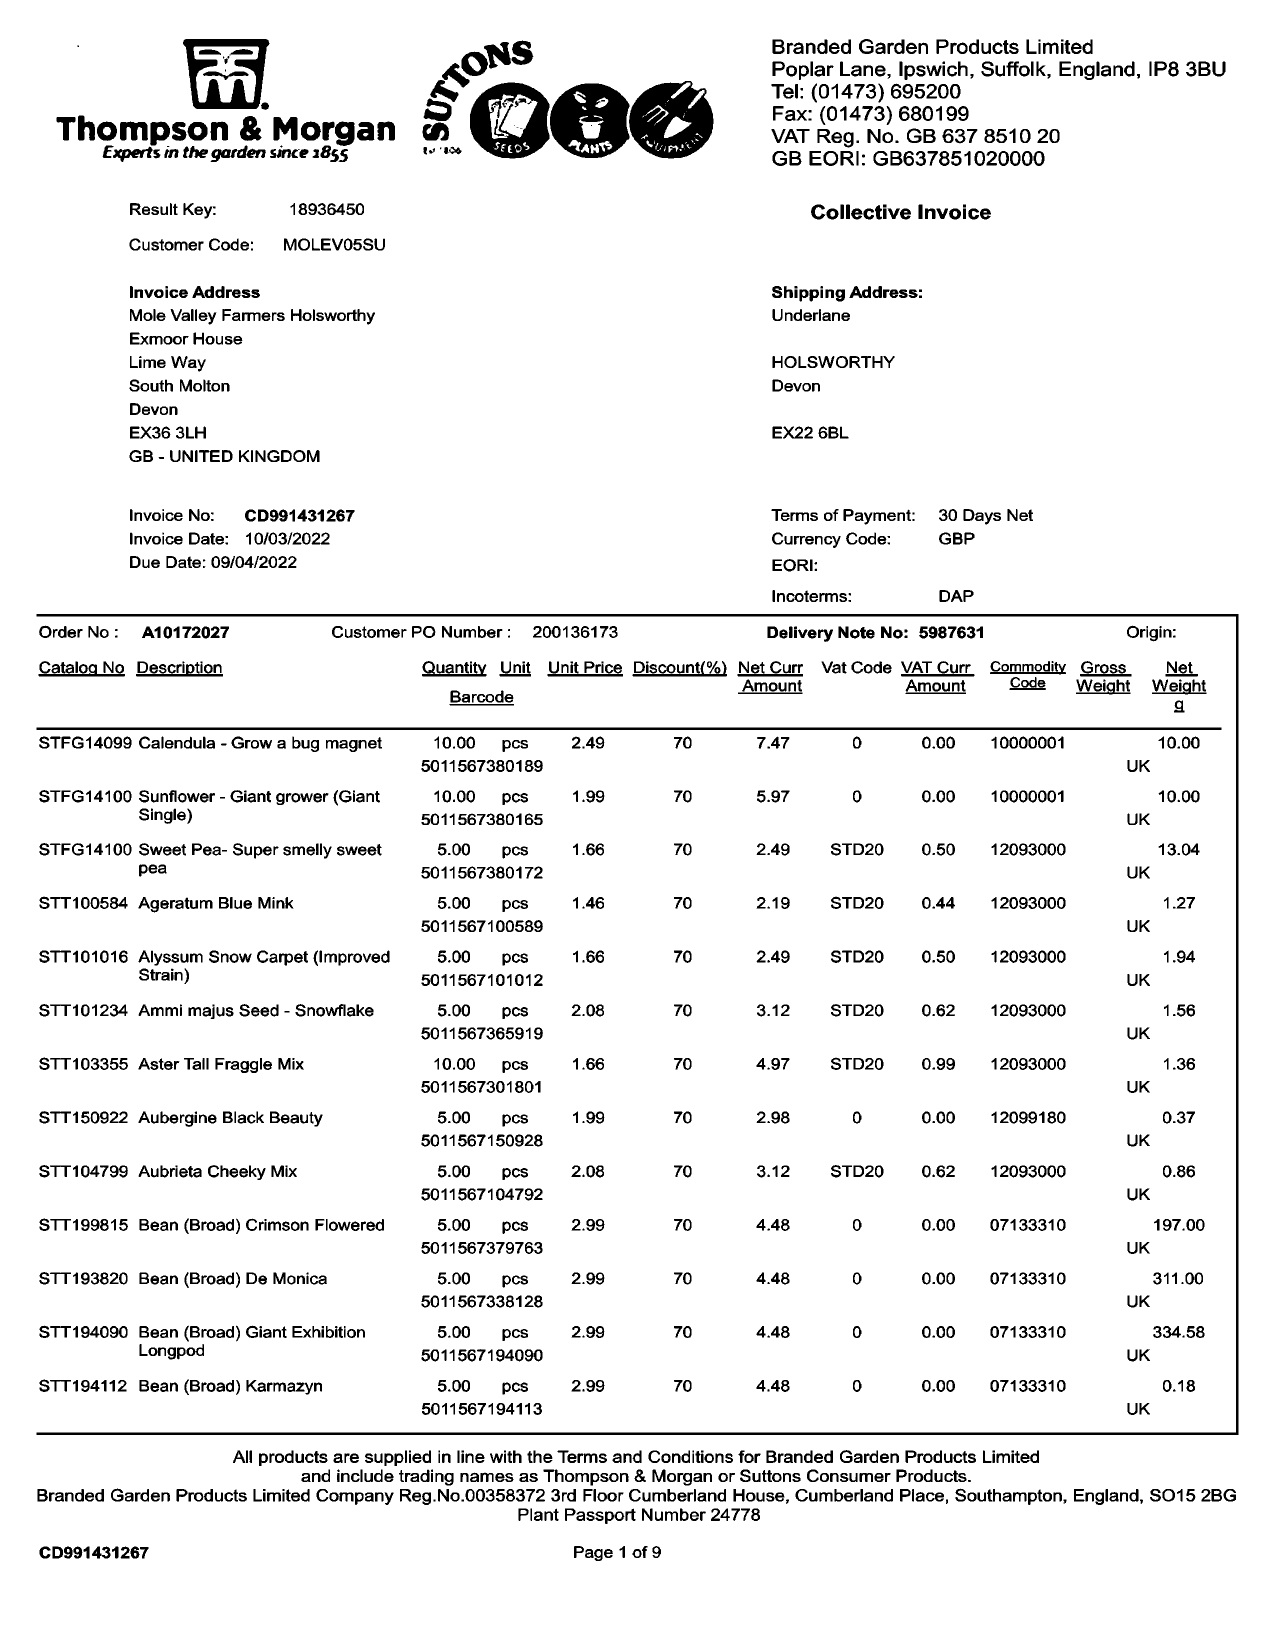 Thompson & Morgan
Experts in the garden since 1855
SUTTONS
SEEDS
PLANTS
EQUIPMENT
Branded Garden Products Limited
Poplar Lane, Ipswich, Suffolk, England, IP8 3BU
Tel: (01473) 695200
Fax: (01473) 680199
VAT Reg. No. GB 637 8510 20
GB EORI: GB637851020000
Result Key: 18936450
Collective Invoice
Customer Code: MOLEV05SU
Invoice Address
Mole Valley Farmers Holsworthy
Exmoor House
Lime Way
South Molton
Devon
EX36 3LH
GB - UNITED KINGDOM
Shipping Address:
Underlane
HOLSWORTHY
Devon
EX22 6BL
Invoice No: CD991431267
Invoice Date: 10/03/2022
Due Date: 09/04/2022
Terms of Payment: 30 Days Net
Currency Code: GBP
EORI:
Incoterms: DAP
Order No : A10172027 Customer PO Number : 200136173 Delivery Note No: 5987631 Origin:
Catalog No Description Quantity Unit Unit Price Discount(%) Net Curr Vat Code VAT Curr Commodity Gross Net
Barcode Amount Amount Code Weight Weight
g
STFG14099 Calendula - Grow a bug magnet 10.00 pcs 2.49 70 7.47 0 0.00 10000001 10.00
5011567380189 UK
STFG14100 Sunflower - Giant grower (Giant 10.00 pcs 1.99 70 5.97 0 0.00 10000001 10.00
Single) 5011567380165 UK
STFG14100 Sweet Pea- Super smelly sweet 5.00 pcs 1.66 70 2.49 STD20 0.50 12093000 13.04
pea 5011567380172 UK
STT100584 Ageratum Blue Mink 5.00 pcs 1.46 70 2.19 STD20 0.44 12093000 1.27
5011567100589 UK
STT101016 Alyssum Snow Carpet (Improved 5.00 pcs 1.66 70 2.49 STD20 0.50 12093000 1.94
Strain) 5011567101012 UK
STT101234 Ammi majus Seed - Snowflake 5.00 pcs 2.08 70 3.12 STD20 0.62 12093000 1.56
5011567365919 UK
STT103355 Aster Tall Fraggle Mix 10.00 pcs 1.66 70 4.97 STD20 0.99 12093000 1.36
5011567301801 UK
STT150922 Aubergine Black Beauty 5.00 pcs 1.99 70 2.98 0 0.00 12099180 0.37
5011567150928 UK
STT104799 Aubrieta Cheeky Mix 5.00 pcs 2.08 70 3.12 STD20 0.62 12093000 0.86
5011567104792 UK
STT199815 Bean (Broad) Crimson Flowered 5.00 pcs 2.99 70 4.48 0 0.00 07133310 197.00
5011567379763 UK
STT193820 Bean (Broad) De Monica 5.00 pcs 2.99 70 4.48 0 0.00 07133310 311.00
5011567338128 UK
STT194090 Bean (Broad) Giant Exhibition 5.00 pcs 2.99 70 4.48 0 0.00 07133310 334.58
Longpod 5011567194090 UK
STT194112 Bean (Broad) Karmazyn 5.00 pcs 2.99 70 4.48 0 0.00 07133310 0.18
5011567194113 UK
All products are supplied in line with the Terms and Conditions for Branded Garden Products Limited
and include trading names as Thompson & Morgan or Suttons Consumer Products.
Branded Garden Products Limited Company Reg.No.00358372 3rd Floor Cumberland House, Cumberland Place, Southampton, England, SO15 2BG
Plant Passport Number 24778
CD991431267 Page 1 of 9